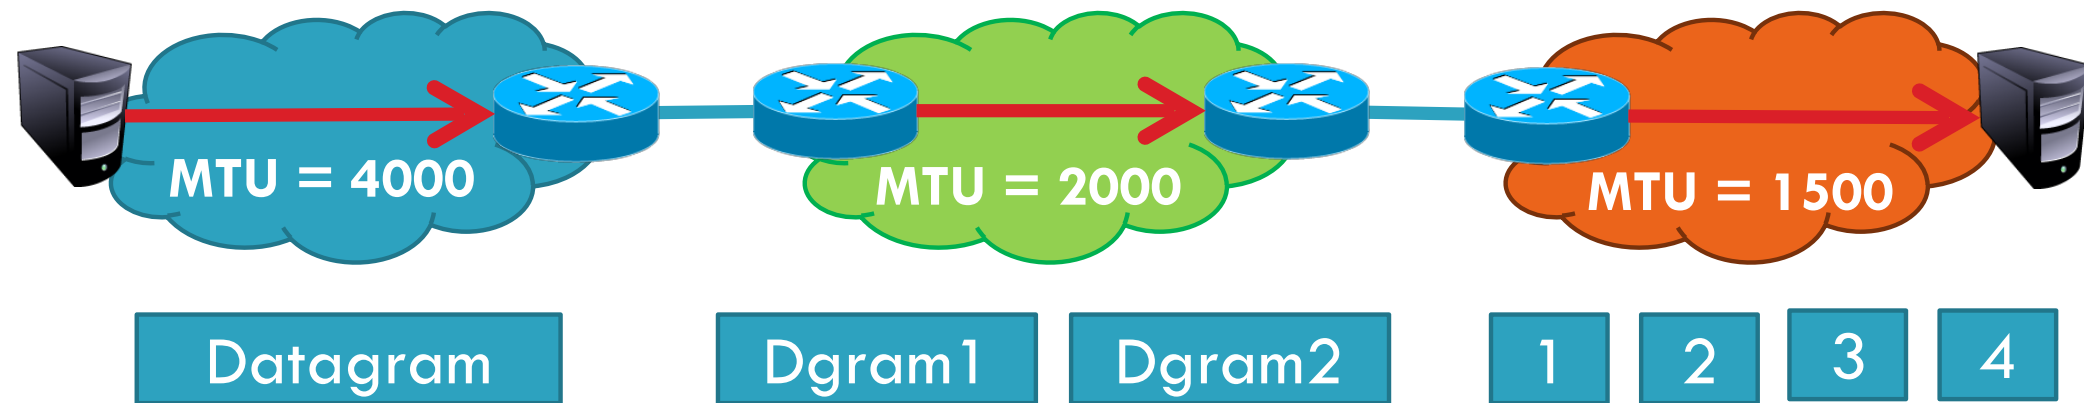 MTU = 4000
MTU = 2000
MTU = 1500
Datagram
Dgram1
Dgram2
1
2
3
4